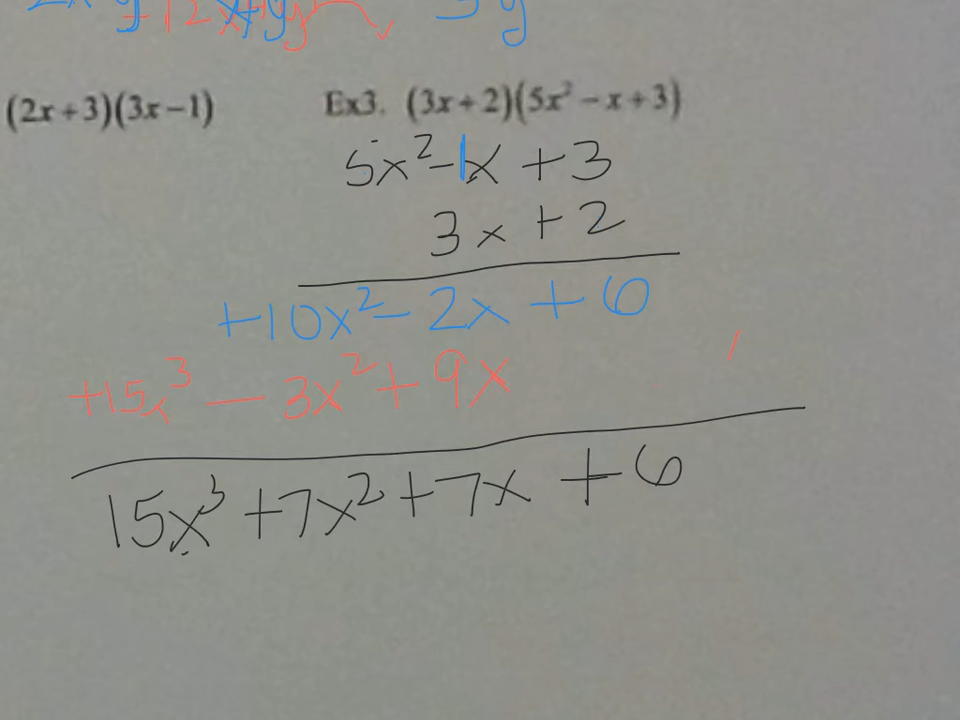 (2x+3)(3x-1) Ex3. (3x+2)(5x² - x+3)
5x² - 1x + 3
3x + 2
+10x² - 2x + 6
+15x³ - 3x² + 9x
15x³ + 7x² + 7x + 6